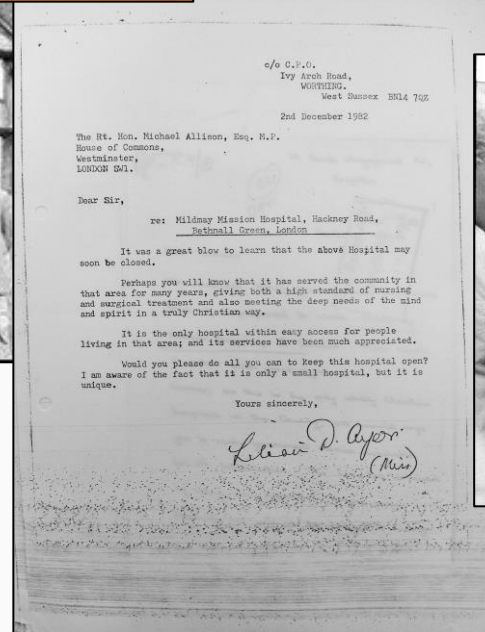 c/o C.P.O.
Ivy Arch Road,
WORTHING.
West Sussex BN14 7QZ
2nd December 1982
The Rt. Hon. Michael Allison, Esq. M.P.
House of Commons,
Westminster,
LONDON SW1.
Dear Sir,
re: Mildmay Mission Hospital, Hackney Road,
Bethnall Green, London
It was a great blow to learn that the above Hospital may
soon be closed.
Perhaps you will know that it has served the community in
that area for many years, giving both a high standard of nursing
and surgical treatment and also meeting the deep needs of the mind
and spirit in a truly Christian way.
It is the only hospital within easy access for people
living in that area; and its services have been much appreciated.
Would you please do all you can to keep this hospital open?
I am aware of the fact that it is only a small hospital, but it is
unique.
Yours sincerely,
D.
(Miss)